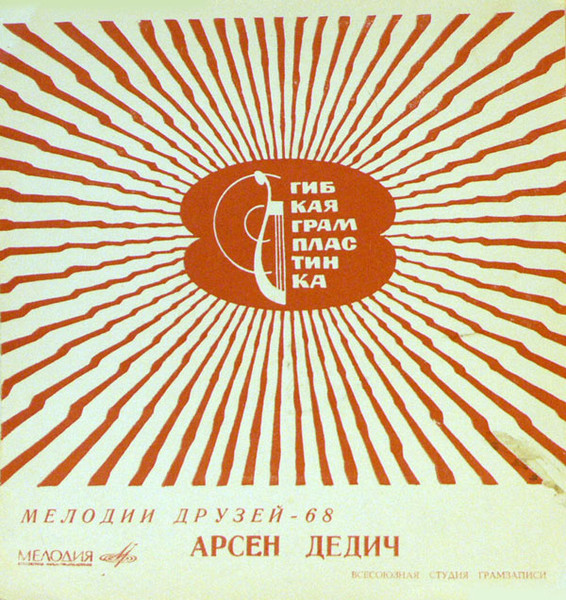 ГИБ
КАЯ
ГРАМ
ПЛАС
ТИН
КА
МЕЛОДИИ ДРУЗЕЙ-68
МЕЛОДИЯ
АРСЕН ДЕДИЧ
ВСЕСОЮЗНАЯ СТУДИЯ ГРАМЗАПИСИ